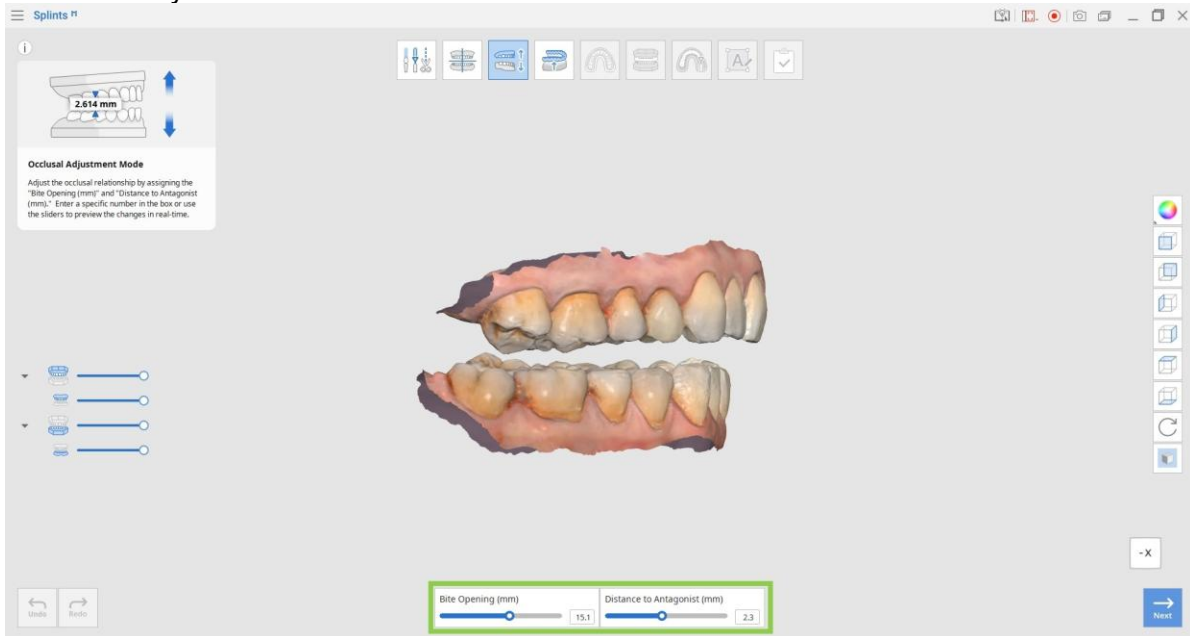 Splints
2.614 mm
Occlusal Adjustment Mode
Adjust the occlusal relationship by assigning the
"Bite Opening (mm)" and "Distance to Antagonist
(mm)." Enter a specific number in the box or use
the sliders to preview the changes in real-time.
A
-X
Bite Opening (mm)
15.1
Distance to Antagonist (mm)
2.3
Undo
Redo
Next